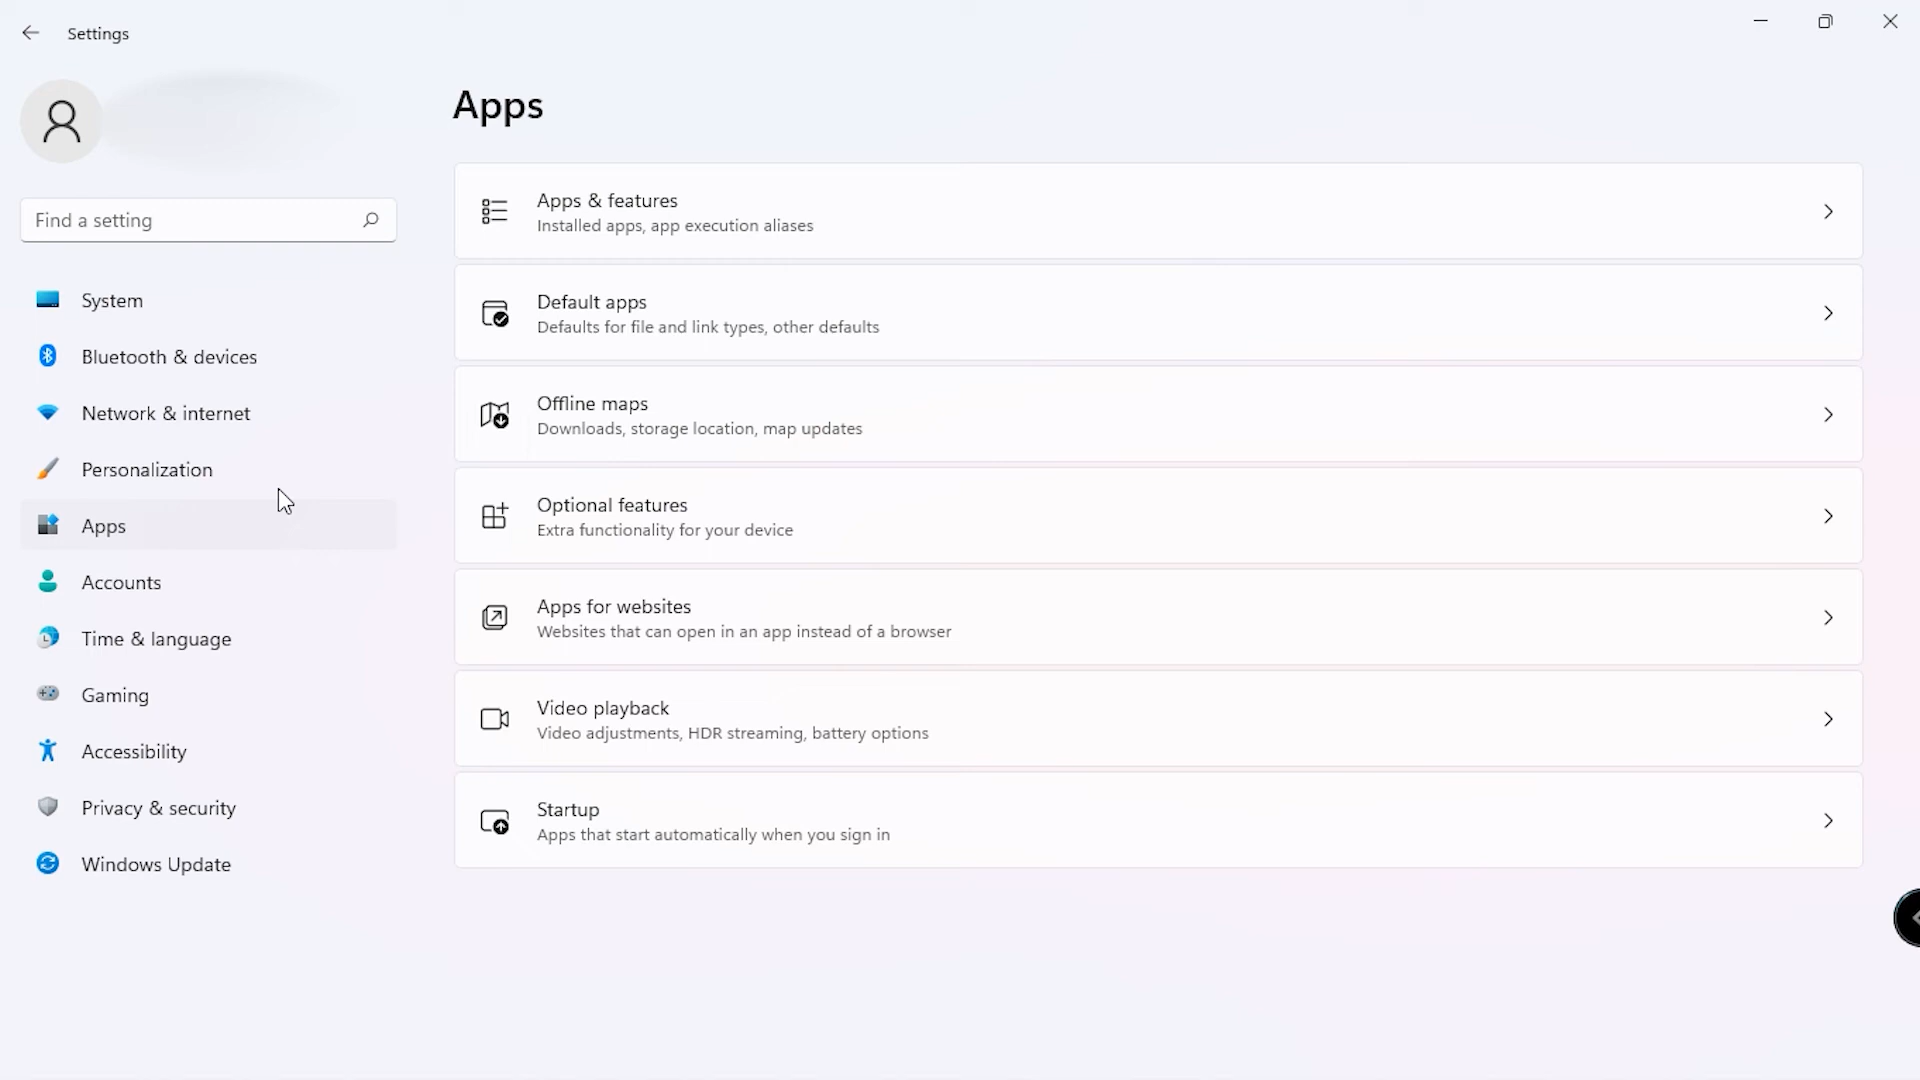 Settings
Find a setting
System
Bluetooth & devices
Network & internet
Personalization
Apps
Accounts
Time & language
Gaming
Accessibility
Privacy & security
Windows Update
Apps
Apps & features
Installed apps, app execution aliases
Default apps
Defaults for file and link types, other defaults
Offline maps
Downloads, storage location, map updates
Optional features
Extra functionality for your device
Apps for websites
Websites that can open in an app instead of a browser
Video playback
Video adjustments, HDR streaming, battery options
Startup
Apps that start automatically when you sign in